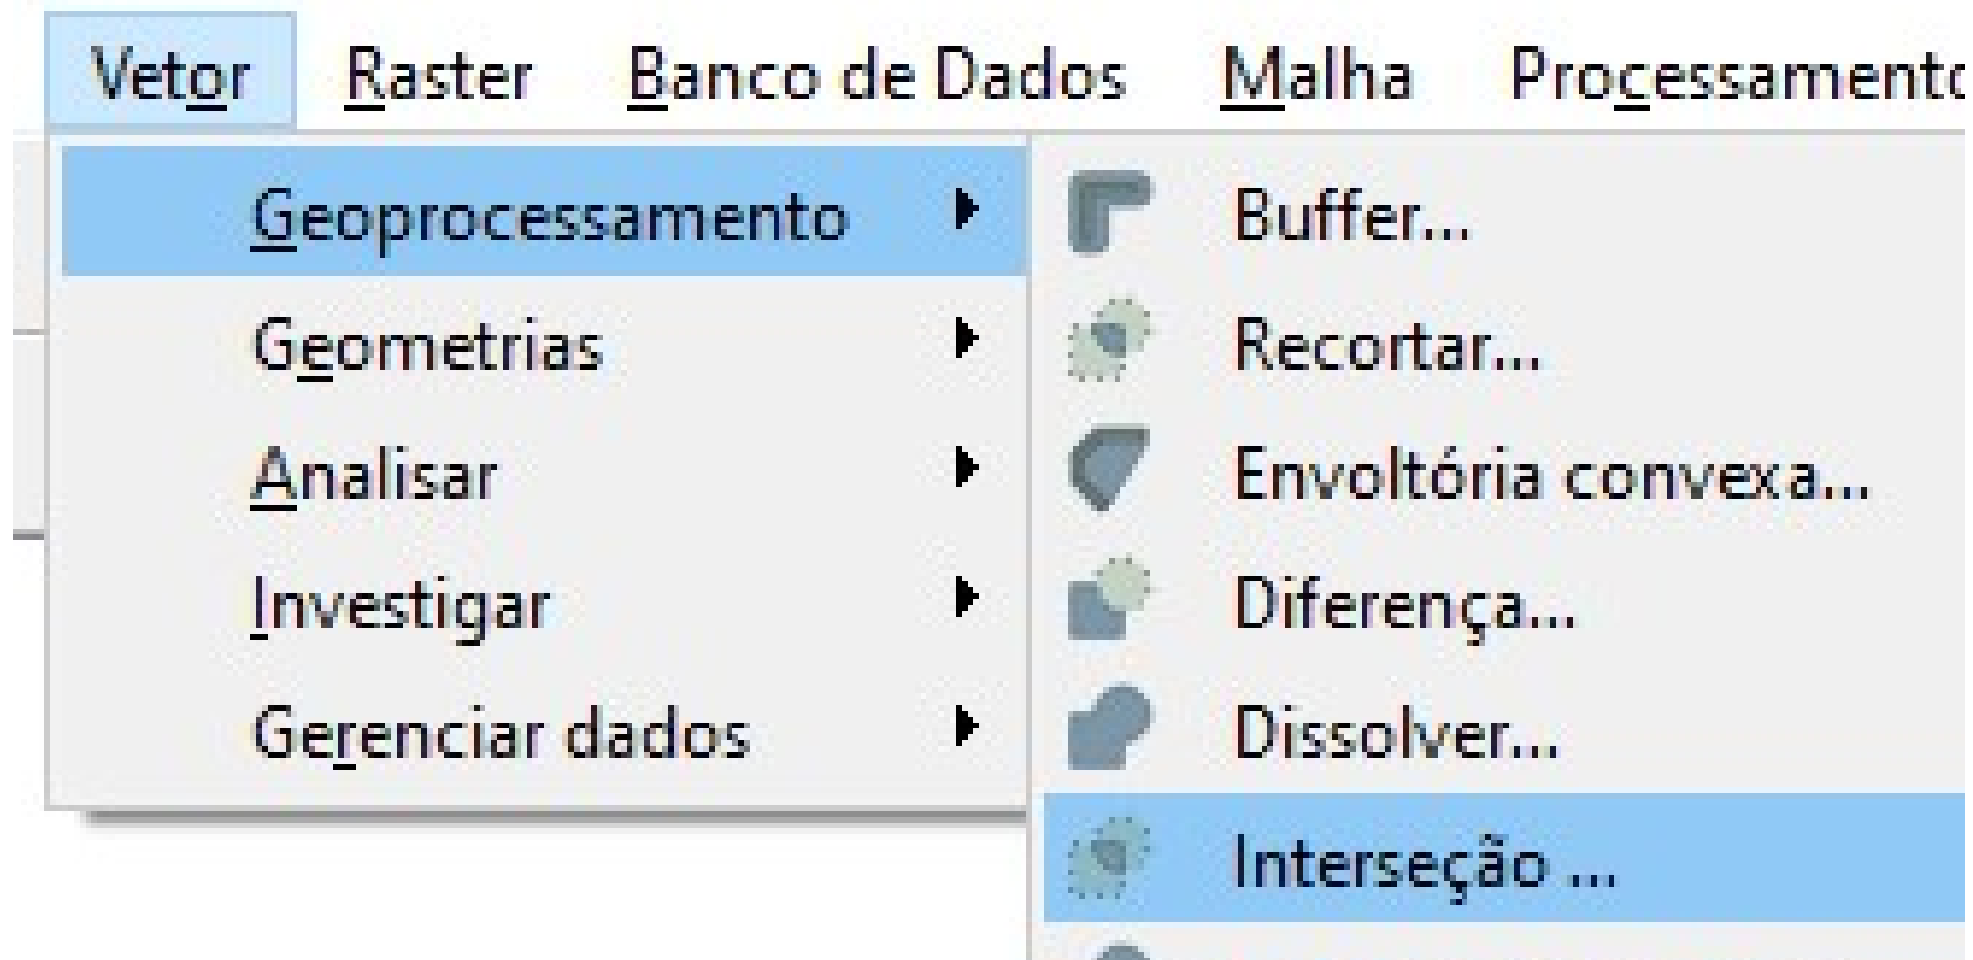 Vetor Raster Banco de Dados Malha Processamento
Geoprocessamento
Geometrias
Analisar
Investigar
Gerenciar dados
Buffer...
Recortar...
Envoltória convexa...
Diferença...
Dissolver...
Interseção ...